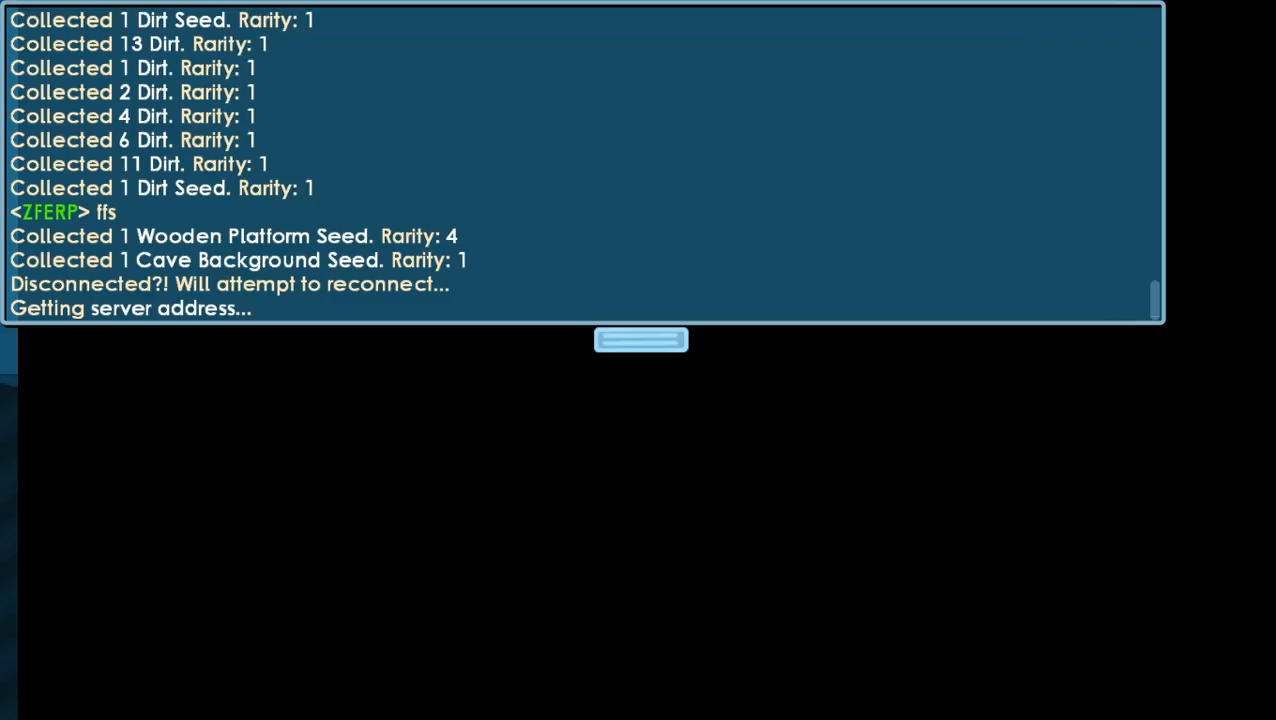 Collected 1 Dirt Seed. Rarity: 1
Collected 13 Dirt. Rarity: 1
Collected 1 Dirt. Rarity: 1
Collected 2 Dirt. Rarity: 1
Collected 4 Dirt. Rarity: 1
Collected 6 Dirt. Rarity: 1
Collected 11 Dirt. Rarity: 1
Collected 1 Dirt Seed. Rarity: 1
<ZFERP> ffs
Collected 1 Wooden Platform Seed. Rarity: 4
Collected 1 Cave Background Seed. Rarity: 1
Disconnected?! Will attempt to reconnect...
Getting server address...